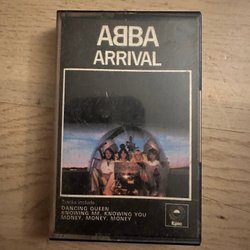 ABBA
ARRIVAL
Tracks include
DANCING QUEEN
KNOWING ME, KNOWING YOU
MONEY, MONEY, MONEY
Epic